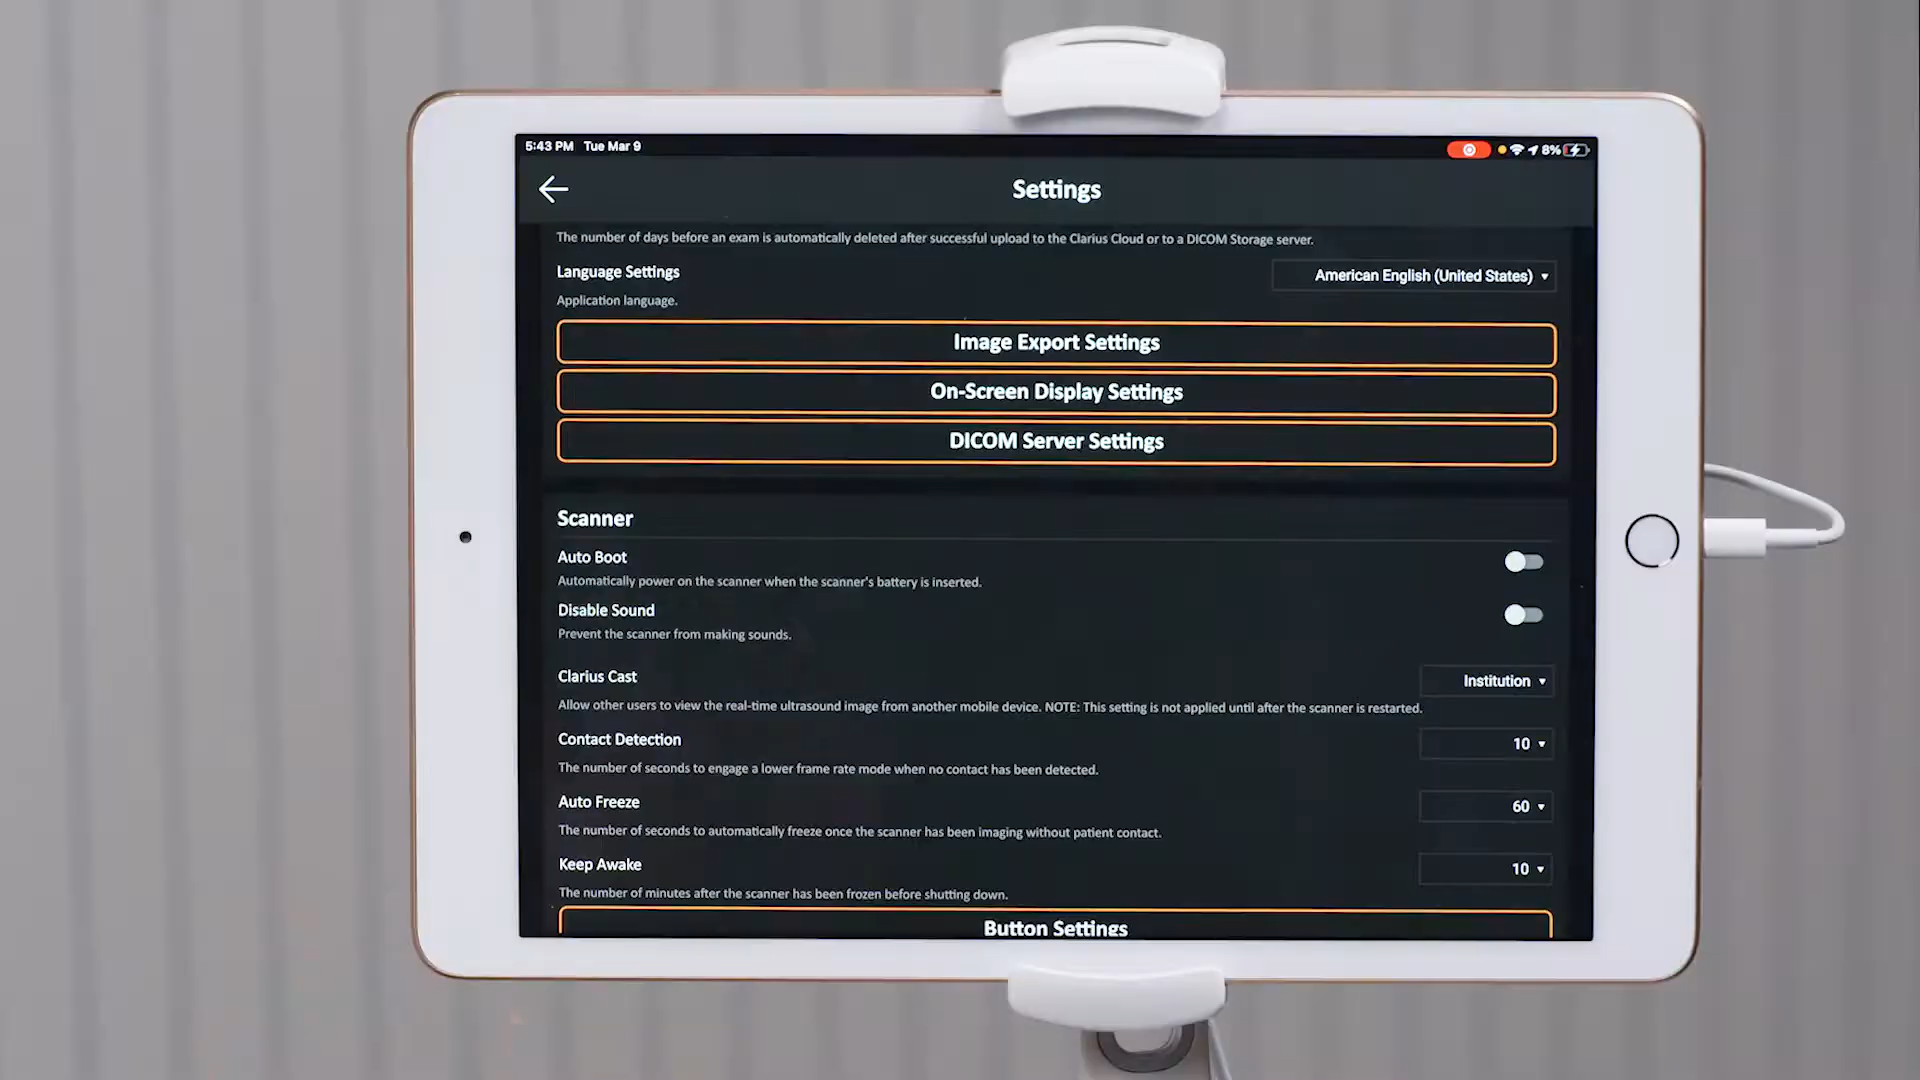 5:43 PM Tue Mar 9
8%
Settings
The number of days before an exam is automatically deleted after successful upload to the Clarius Cloud or to a DICOM Storage server.
Language Settings
American English (United States)
Application language.
Image Export Settings
On-Screen Display Settings
DICOM Server Settings
Scanner
Auto Boot
Automatically power on the scanner when the scanner's battery is inserted.
Disable Sound
Prevent the scanner from making sounds.
Clarius Cast
Institution
Allow other users to view the real-time ultrasound image from another mobile device. NOTE: This setting is not applied until after the scanner is restarted.
Contact Detection
10
The number of seconds to engage a lower frame rate mode when no contact has been detected.
Auto Freeze
60
The number of seconds to automatically freeze once the scanner has been imaging without patient contact.
Keep Awake
10
The number of minutes after the scanner has been frozen before shutting down.
Button Settings